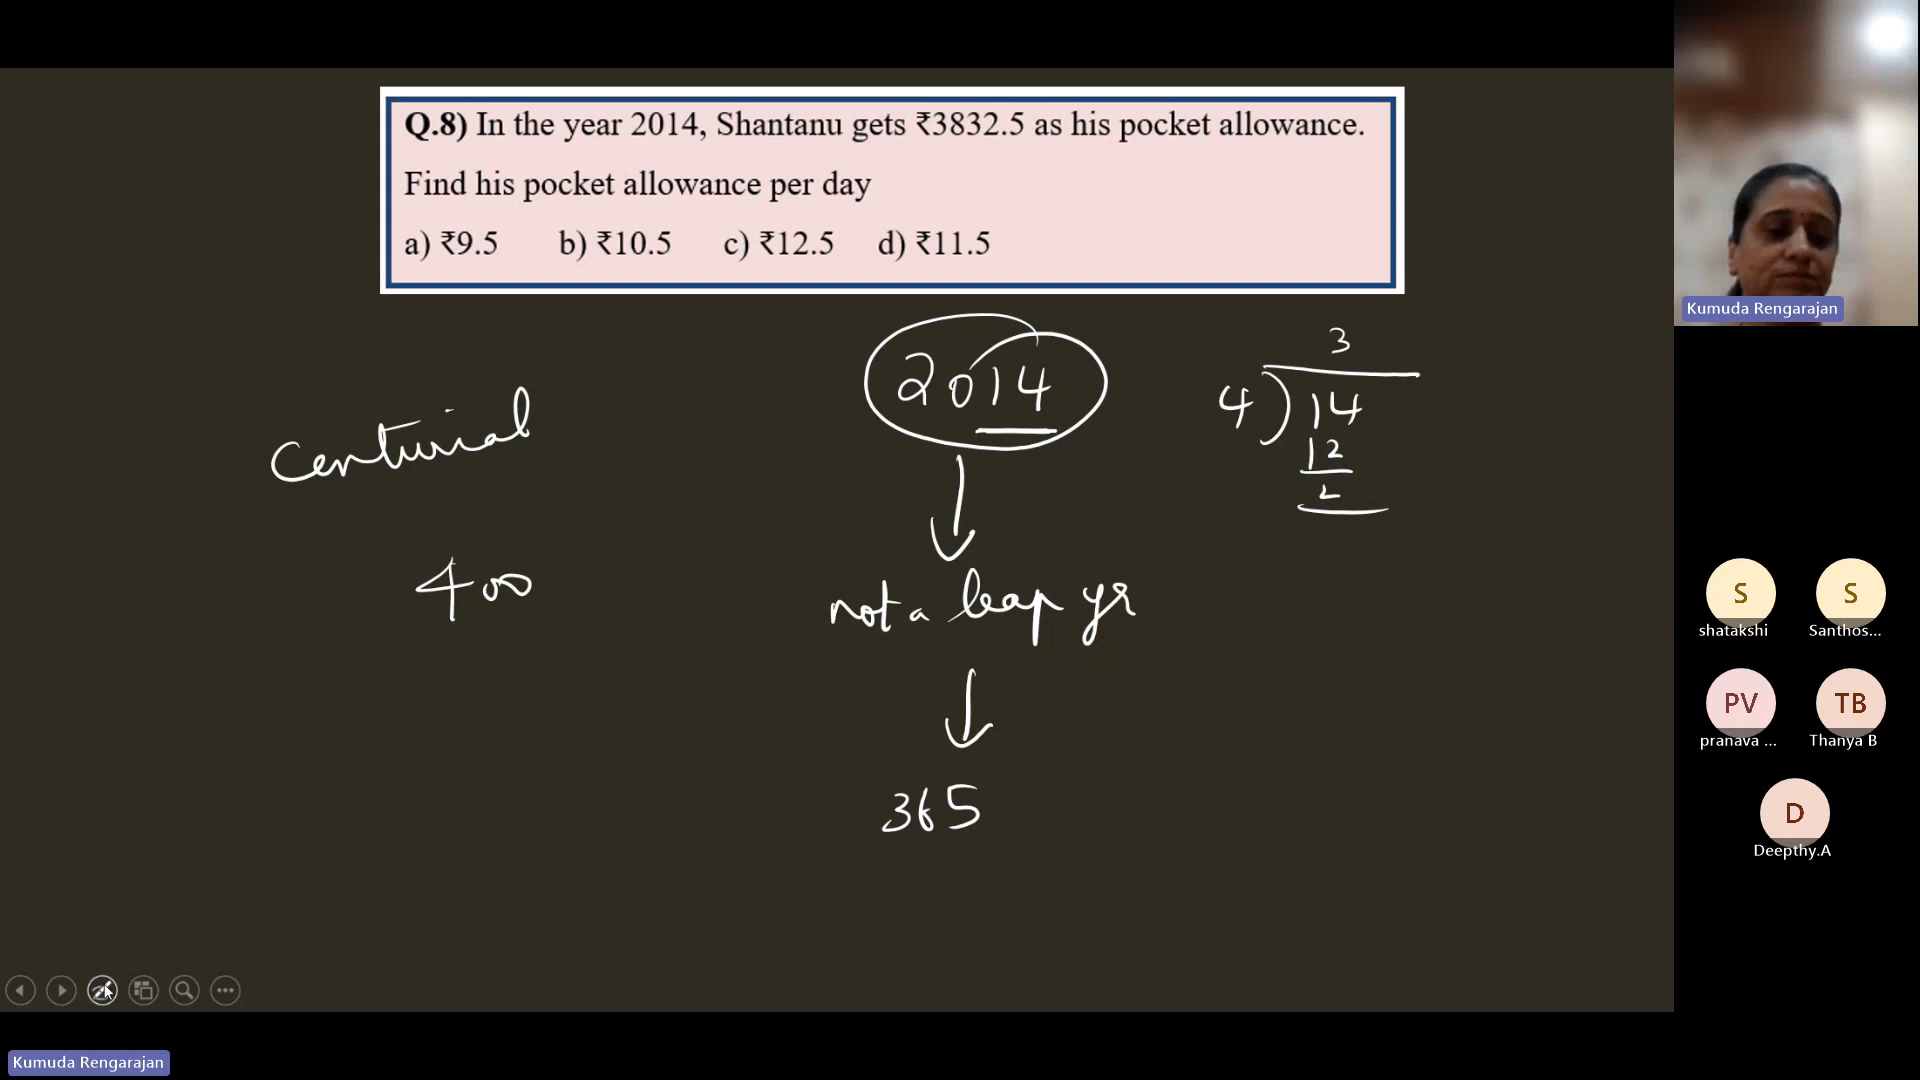 Q.8) In the year 2014, Shantanu gets ₹3832.5 as his pocket allowance.
Find his pocket allowance per day
a) ₹9.5 b) ₹10.5 c) ₹12.5 d) ₹11.5
Kumuda Rengarajan
3
2014
4) 14
Centurial
12
2
400
not a leap yr
365
S
S
shatakshi
Santhos...
PV
TB
pranava ...
Thanya B
D
Deepthy.A
Kumuda Rengarajan